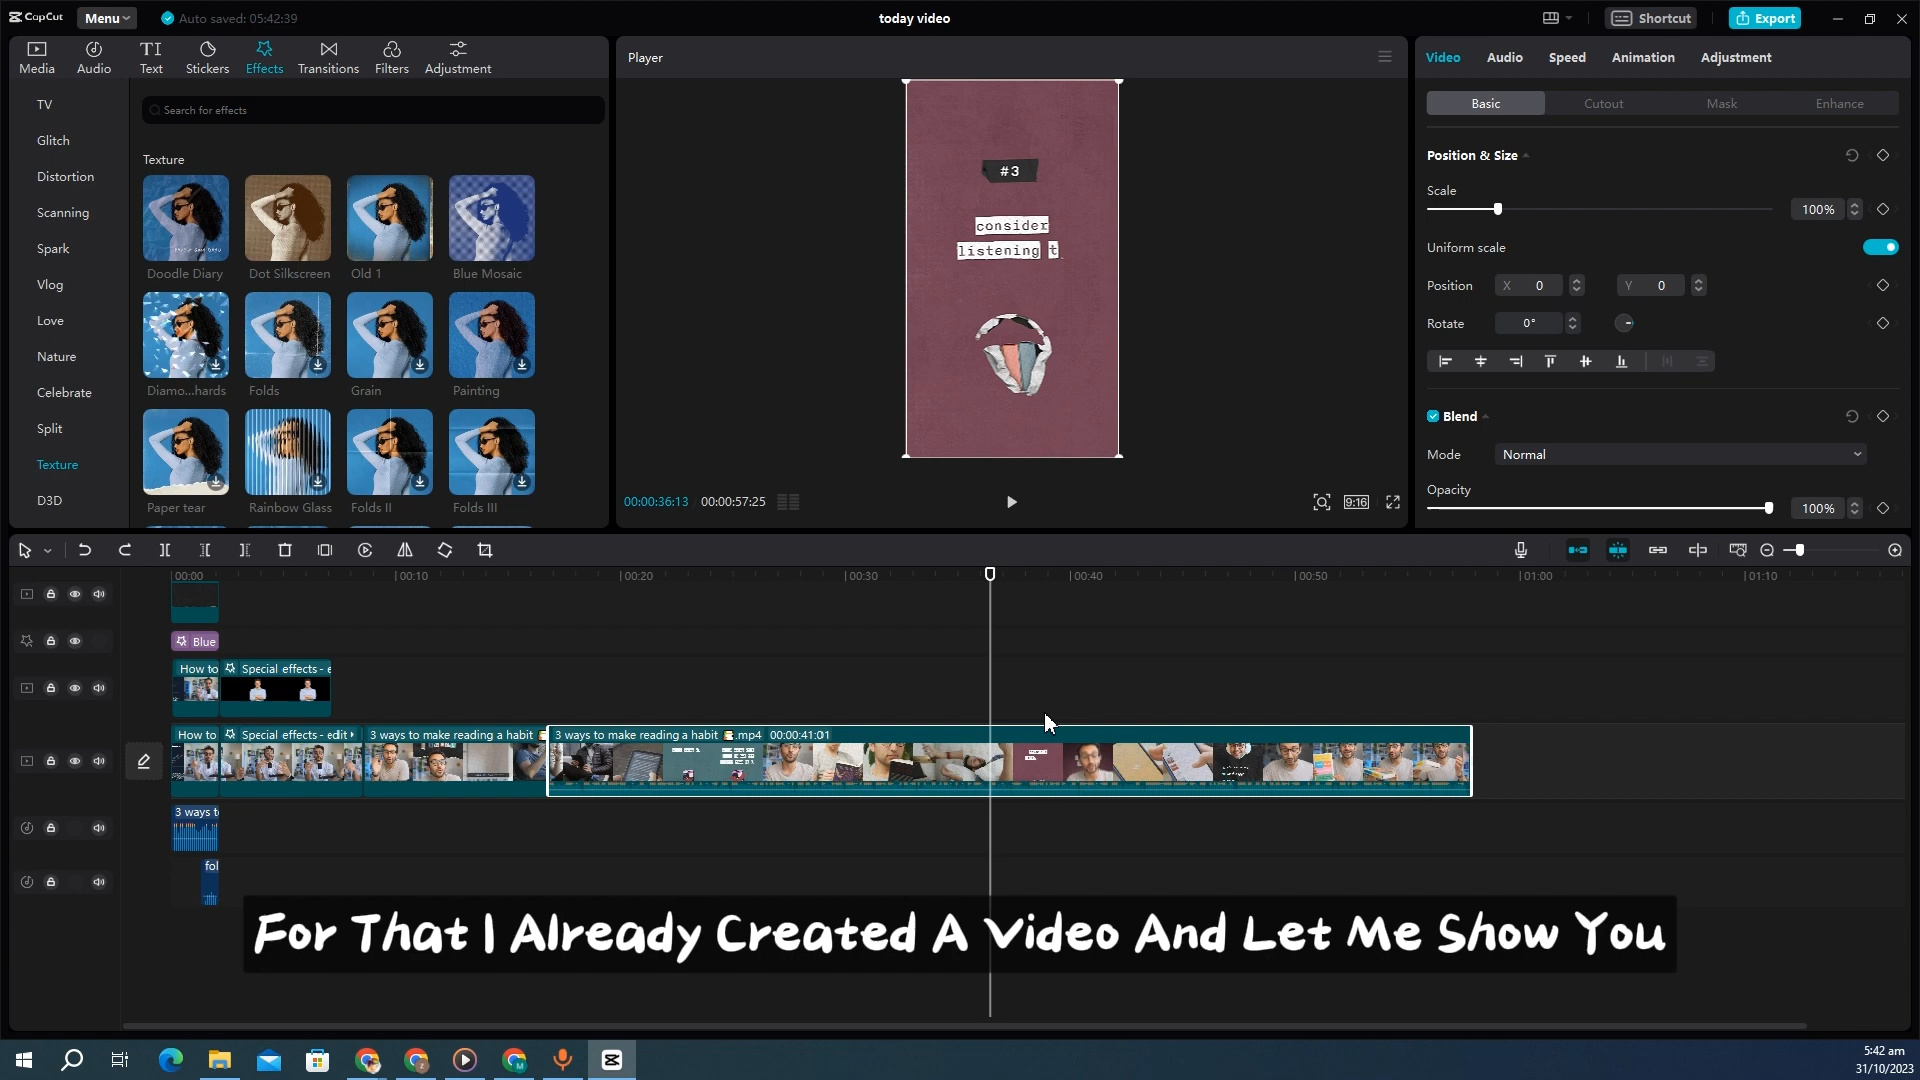 CapCut
Menu
Auto saved: 05:42:39
today video
Shortcut
Export
Media
Audio
Text
Stickers
Effects
Transitions
Filters
Adjustment
TV
Glitch
Distortion
Scanning
Spark
Vlog
Love
Nature
Celebrate
Split
Texture
D3D
Search for effects
Texture
Doodle Diary
Dot Silkscreen
Old 1
Blue Mosaic
Diamo...hards
Folds
Grain
Painting
Paper tear
Rainbow Glass
Folds II
Folds III
Player
#3
consider
listening t
00:00:36:13 / 00:00:57:25
9:16
Video
Audio
Speed
Animation
Adjustment
Basic
Cutout
Mask
Enhance
Position & Size
Scale
100%
Uniform scale
Position
X 0
Y 0
Rotate
0°
Blend
Mode
Normal
Opacity
100%
00:00
00:10
00:20
00:30
00:40
00:50
01:00
01:10
Blue
How to
Special effects - e
How to
Special effects - edit
3 ways to make reading a habit
3 ways to make reading a habit .mp4 00:00:41:01
3 ways t
fol
For That I Already Created A Video And Let Me Show You
5:42 am
31/10/2023